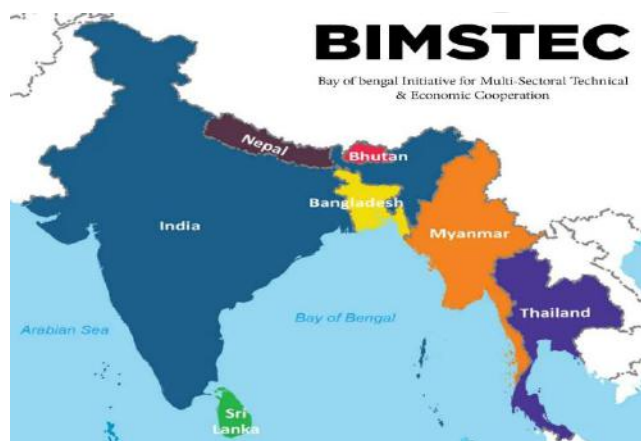 BIMSTEC
Bay of bengal Initiative for Multi-Sectoral Technical
& Economic Cooperation
Nepal
Bhutan
Bangladesh
India
Myanmar
Thailand
Bay of Bengal
Arabian Sea
Sri
Lanka